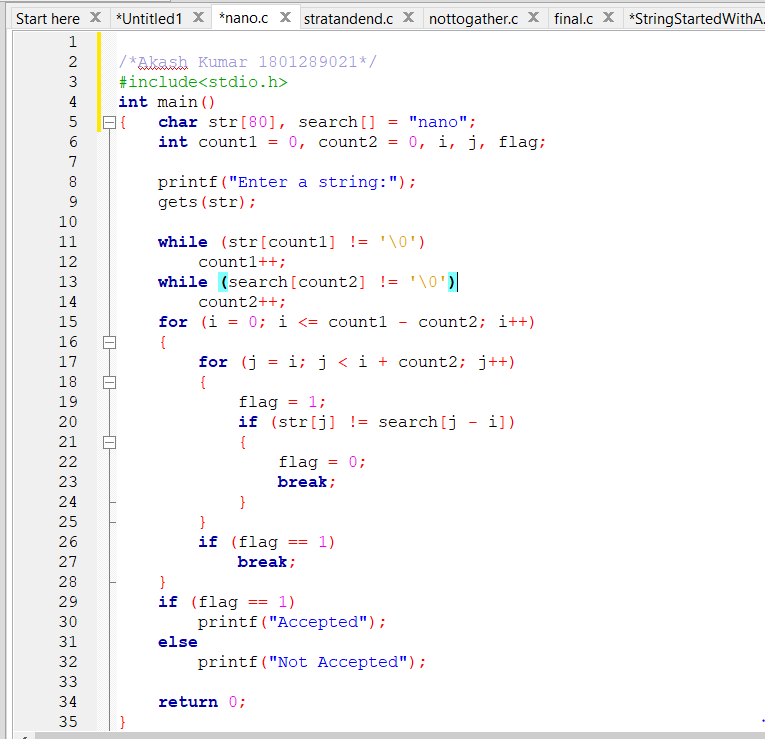 Start here *Untitled1 *nano.c stratandend.c nottogather.c final.c *StringStartedWithA.
1
2 /*Akash Kumar 1801289021*/
3 #include<stdio.h>
4 int main()
5 {   char str[80], search[] = "nano";
6     int count1 = 0, count2 = 0, i, j, flag;
7
8     printf("Enter a string:");
9     gets(str);
10
11     while (str[count1] != '\0')
12         count1++;
13     while (search[count2] != '\0')
14         count2++;
15     for (i = 0; i <= count1 - count2; i++)
16     {
17         for (j = i; j < i + count2; j++)
18         {
19             flag = 1;
20             if (str[j] != search[j - i])
21             {
22                 flag = 0;
23                 break;
24             }
25         }
26         if (flag == 1)
27             break;
28     }
29     if (flag == 1)
30         printf("Accepted");
31     else
32         printf("Not Accepted");
33
34     return 0;
35 }